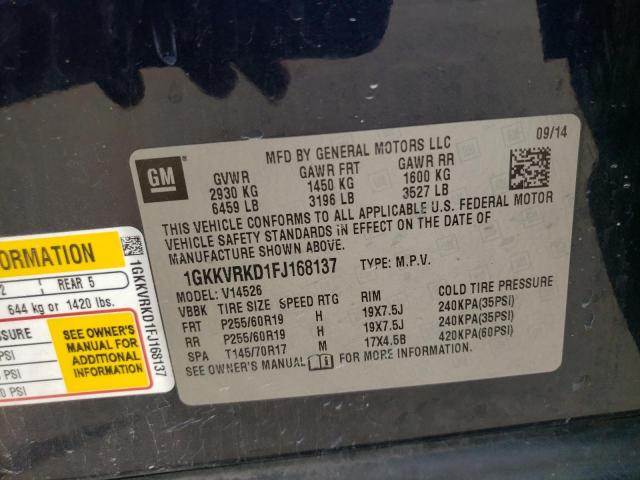 MFD BY GENERAL MOTORS LLC
09/14
GM
GVWR GAWR FRT GAWR RR
2930 KG 1450 KG 1600 KG
6459 LB 3196 LB 3527 LB
THIS VEHICLE CONFORMS TO ALL APPLICABLE U.S. FEDERAL MOTOR
VEHICLE SAFETY STANDARDS IN EFFECT ON THE DATE OF
MANUFACTURE SHOWN ABOVE.
1GKKVRKD1FJ168137 TYPE: M.P.V.
MODEL: V14526
VBBK TIRE SIZE SPEED RTG RIM COLD TIRE PRESSURE
FRT P255/60R19 H 19X7.5J 240KPA(35PSI)
RR P255/60R19 H 19X7.5J 240KPA(35PSI)
SPA T145/70R17 M 17X4.5B 420KPA(60PSI)
SEE OWNER'S MANUAL FOR MORE INFORMATION.
ORMATION
2 REAR 5
644 kg or 1420 lbs.
SSURE
PSI
PSI
0 PSI
SEE OWNER'S
MANUAL FOR
ADDITIONAL
INFORMATION
1GKKVRKD1FJ168137